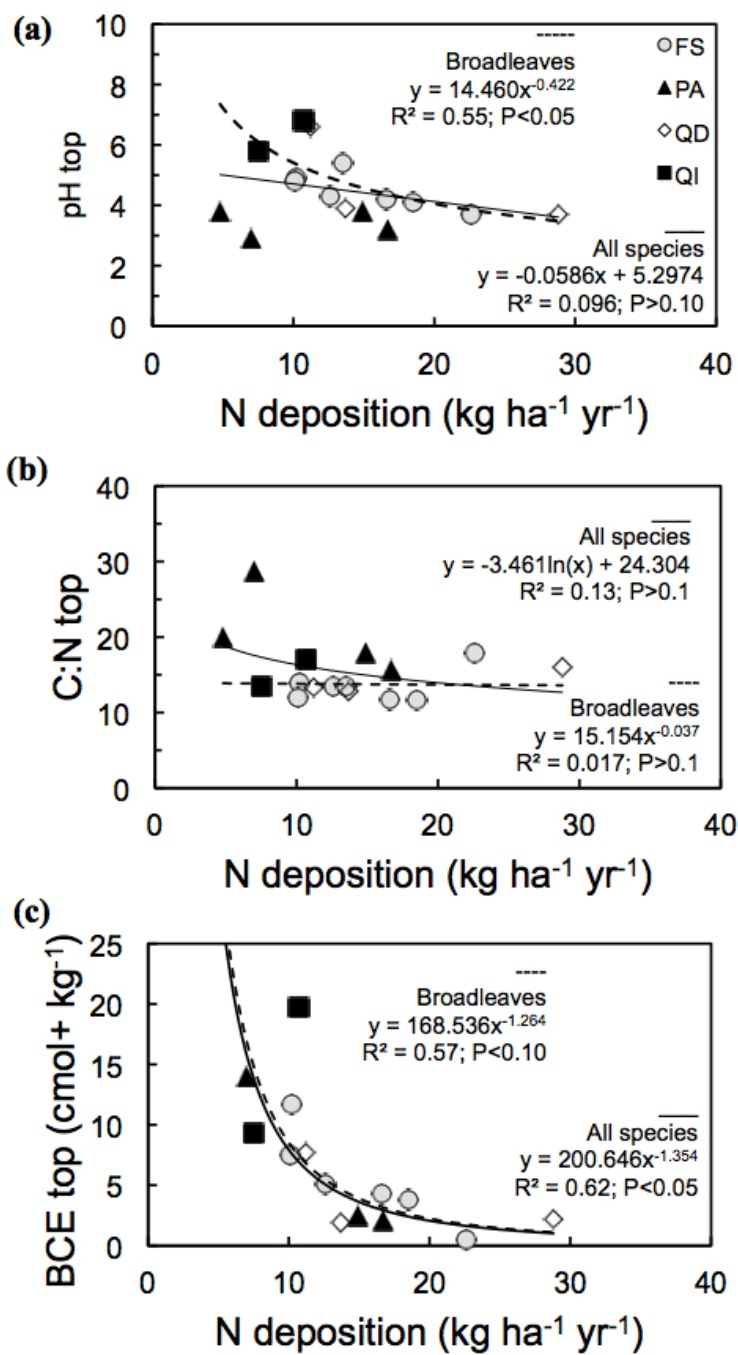 (a)
10
8
6
4
2
0
pH top
Broadleaves
y = 14.460x⁻⁰·⁴²²
R² = 0.55; P<0.05
FS
PA
QD
QI
All species
y = -0.0586x + 5.2974
R² = 0.096; P>0.10
0 10 20 30 40
N deposition (kg ha⁻¹ yr⁻¹)
(b)
40
30
20
10
0
C:N top
All species
y = -3.461ln(x) + 24.304
R² = 0.13; P>0.1
Broadleaves
y = 15.154x⁻⁰·⁰³⁷
R² = 0.017; P>0.1
0 10 20 30 40
N deposition (kg ha⁻¹ yr⁻¹)
(c)
25
20
15
10
5
0
BCE top (cmol+ kg⁻¹)
Broadleaves
y = 168.536x⁻¹·²⁶⁴
R² = 0.57; P<0.10
All species
y = 200.646x⁻¹·³⁵⁴
R² = 0.62; P<0.05
0 10 20 30 40
N deposition (kg ha⁻¹ yr⁻¹)